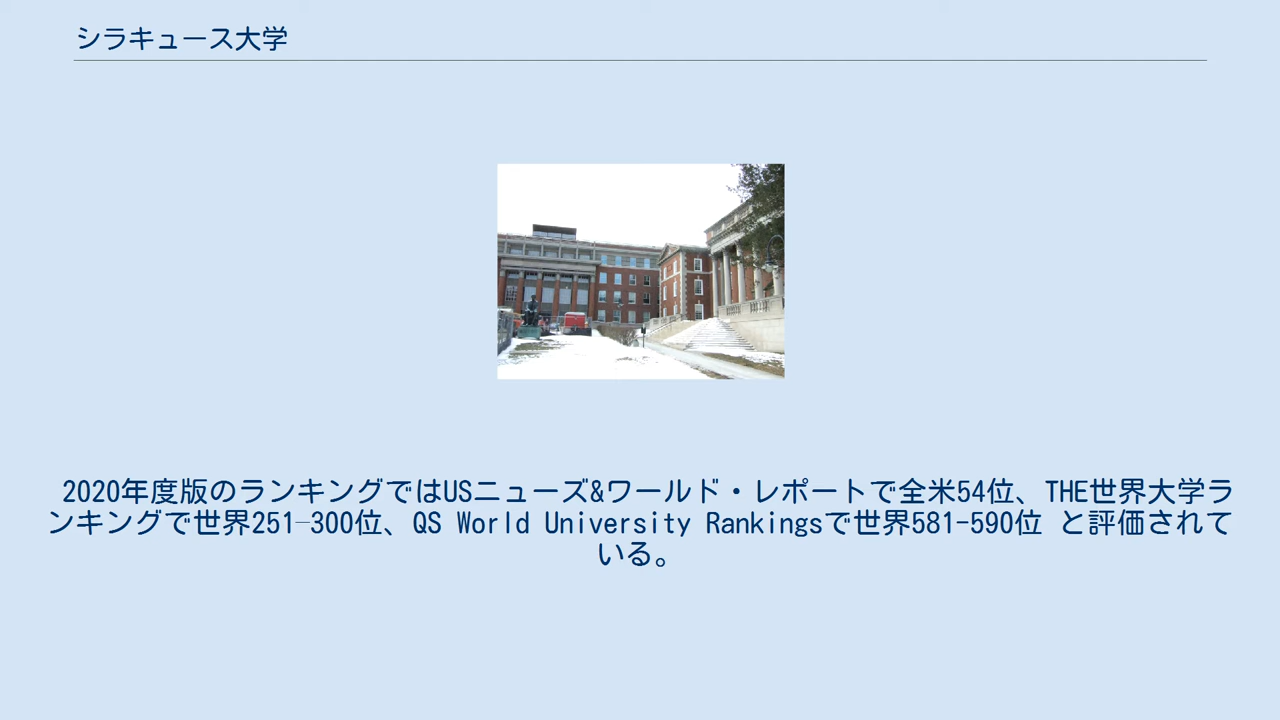 シラキュース大学
2020年度版のランキングではUSニューズ&ワールド・レポートで全米54位、THE世界大学ラ
ンキングで世界251–300位、QS World University Rankingsで世界581-590位 と評価されて
いる。